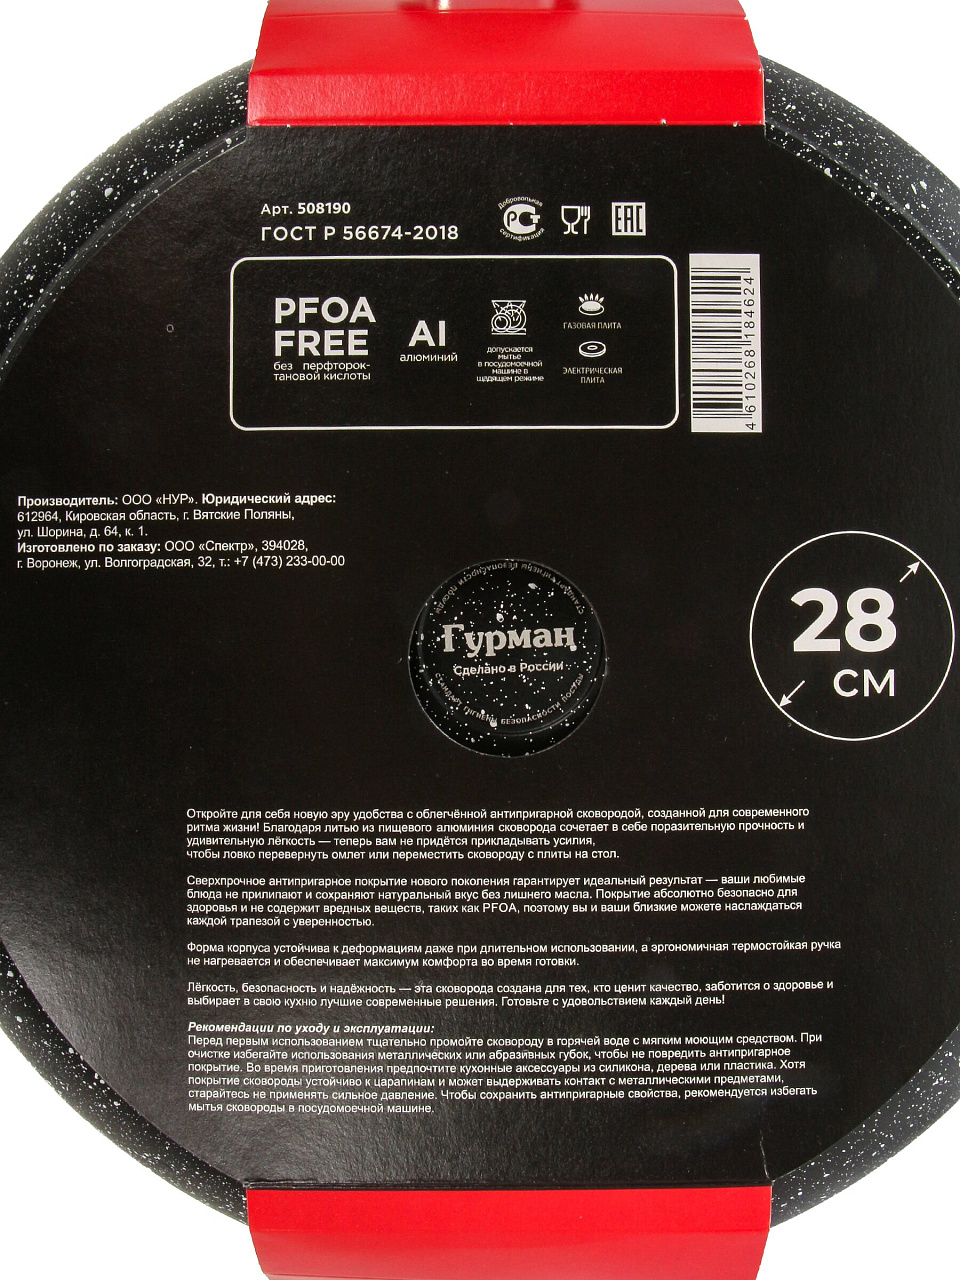 Арт. 508190
ГОСТ Р 56674-2018
Добровольная
РСТ
сертификация
EAC
PFOA
FREE
без перфторок-
тановой кислоты
Al
алюминий
допускается
мытье
в посудомоечной
машине в
щадящем режиме
ГАЗОВАЯ ПЛИТА
ЭЛЕКТРИЧЕСКАЯ
ПЛИТА
4 610268 184624
Производитель: ООО «НУР». Юридический адрес:
612964, Кировская область, г. Вятские Поляны,
ул. Шорина, д. 64, к. 1.
Изготовлено по заказу: ООО «Спектр», 394028,
г. Воронеж, ул. Волгоградская, 32, т.: +7 (473) 233-00-00
СТАНДАРТ ГИГИЕНЫ БЕЗОПАСНОСТИ ПОСУДЫ
Гурман
Сделано в России
СТАНДАРТ ГИГИЕНЫ БЕЗОПАСНОСТИ ПОСУДЫ
28
СМ
Откройте для себя новую эру удобства с облегчённой антипригарной сковородой, созданной для современного
ритма жизни! Благодаря литью из пищевого алюминия сковорода сочетает в себе поразительную прочность и
удивительную лёгкость — теперь вам не придётся прикладывать усилия,
чтобы ловко перевернуть омлет или переместить сковороду с плиты на стол.
Сверхпрочное антипригарное покрытие нового поколения гарантирует идеальный результат — ваши любимые
блюда не прилипают и сохраняют натуральный вкус без лишнего масла. Покрытие абсолютно безопасно для
здоровья и не содержит вредных веществ, таких как PFOA, поэтому вы и ваши близкие можете наслаждаться
каждой трапезой с уверенностью.
Форма корпуса устойчива к деформациям даже при длительном использовании, а эргономичная термостойкая ручка
не нагревается и обеспечивает максимум комфорта во время готовки.
Лёгкость, безопасность и надёжность — эта сковорода создана для тех, кто ценит качество, заботится о здоровье и
выбирает в свою кухню лучшие современные решения. Готовьте с удовольствием каждый день!
Рекомендации по уходу и эксплуатации:
Перед первым использованием тщательно промойте сковороду в горячей воде с мягким моющим средством. При
очистке избегайте использования металлических или абразивных губок, чтобы не повредить антипригарное
покрытие. Во время приготовления предпочтите кухонные аксессуары из силикона, дерева или пластика. Хотя
покрытие сковороды устойчиво к царапинам и может выдерживать контакт с металлическими предметами,
старайтесь не применять сильное давление. Чтобы сохранить антипригарные свойства, рекомендуется избегать
мытья сковороды в посудомоечной машине.